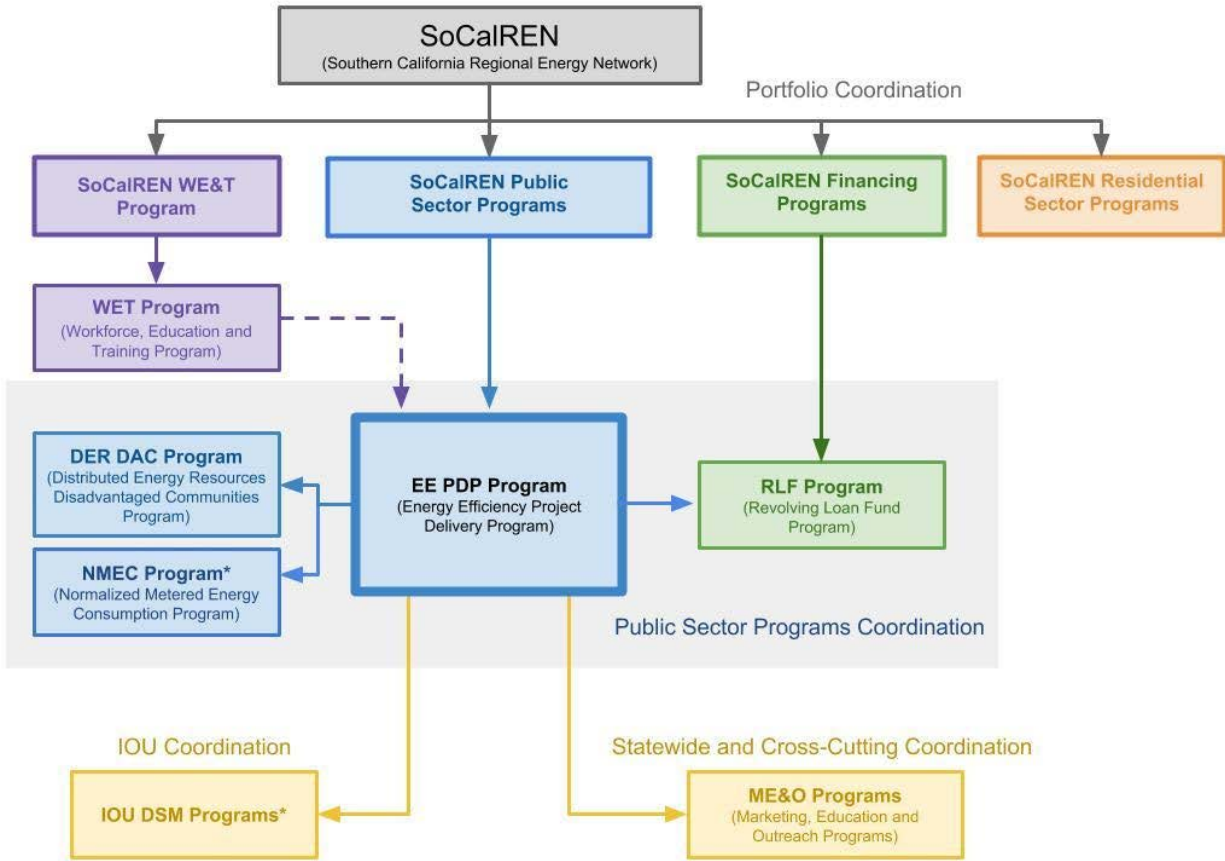 SoCalREN
(Southern California Regional Energy Network)
Portfolio Coordination
SoCalREN WE&T
Program
SoCalREN Public
Sector Programs
SoCalREN Financing
Programs
SoCalREN Residential
Sector Programs
WET Program
(Workforce, Education and
Training Program)
DER DAC Program
(Distributed Energy Resources
Disadvantaged Communities
Program)
EE PDP Program
(Energy Efficiency Project
Delivery Program)
RLF Program
(Revolving Loan Fund
Program)
NMEC Program*
(Normalized Metered Energy
Consumption Program)
Public Sector Programs Coordination
IOU Coordination
Statewide and Cross-Cutting Coordination
IOU DSM Programs*
ME&O Programs
(Marketing, Education and
Outreach Programs)